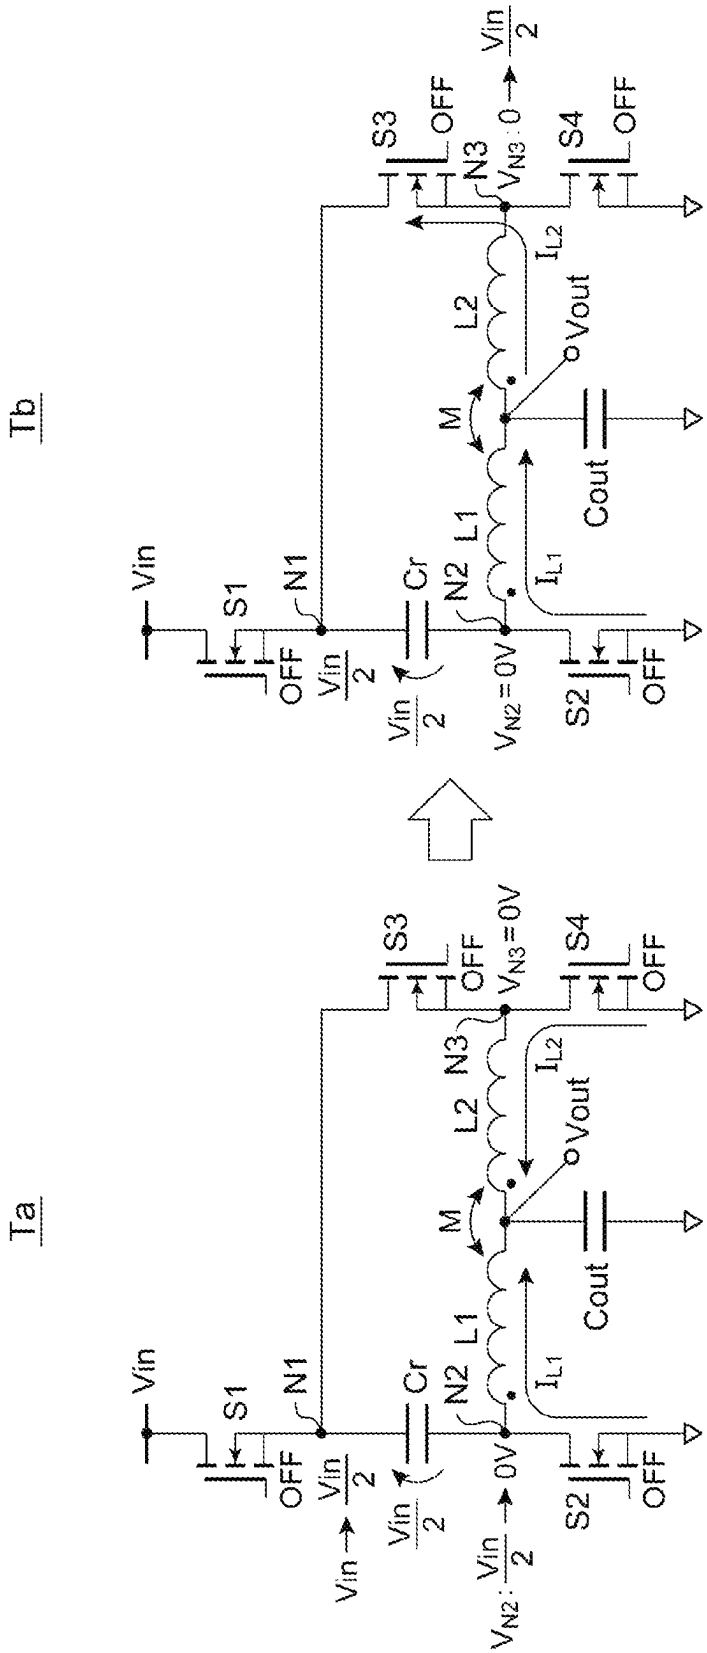 Ta
Vin
S1
OFF
N1
Vin → Vin/2
Vin/2
Cr
N2
VN2 : Vin/2 → 0V
S2
OFF
IL1
L1
M
L2
Cout
Vout
IL2
N3
VN3 = 0V
S3
OFF
S4
OFF
Tb
Vin
S1
OFF
N1
Vin/2
Vin/2
Cr
N2
VN2 = 0V
S2
OFF
IL1
L1
M
L2
Cout
Vout
IL2
N3
VN3 : 0 → Vin/2
S3
OFF
S4
OFF